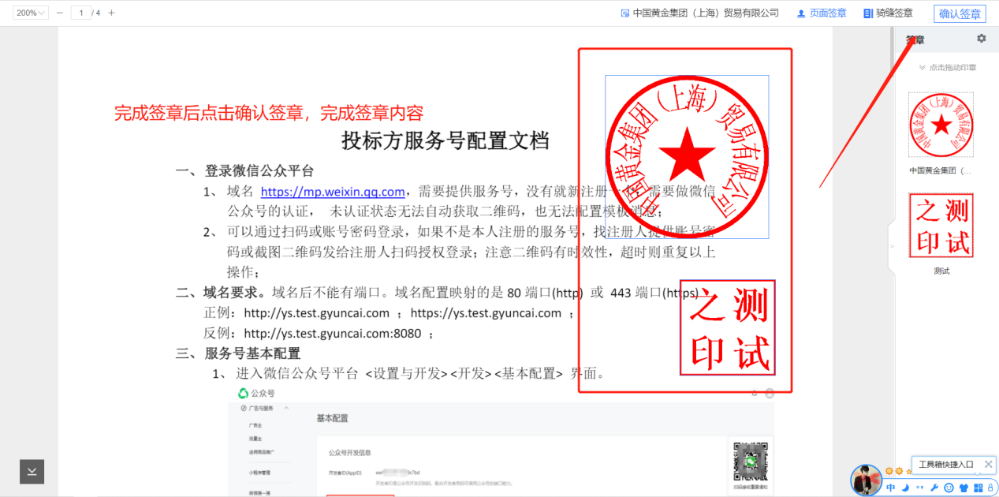 200% 1 / 4
中国黄金集团（上海）贸易有限公司 页面签章 骑缝签章 确认签章
签章
点击拖动印章
完成签章后点击确认签章，完成签章内容
投标方服务号配置文档
中国黄金集团（上海）贸易有限公司
中国黄金集团（上海）贸易有限公司
中国黄金集团（...
一、 登录微信公众平台
1、 域名 https://mp.weixin.qq.com，需要提供服务号，没有就新注册一个，需要做微信
公众号的认证， 未认证状态无法自动获取二维码，也无法配置模板消息；
2、 可以通过扫码或账号密码登录，如果不是本人注册的服务号，找注册人提供账号密
码或截图二维码发给注册人扫码授权登录；注意二维码有时效性，超时则重复以上
操作；
二、域名要求。域名后不能有端口。域名配置映射的是 80 端口(http) 或 443 端口(https)
正例：http://ys.test.gyuncai.com ；https://ys.test.gyuncai.com ；
反例：http://ys.test.gyuncai.com:8080 ；
测试之印
测试之印
测试
三、 服务号基本配置
1、 进入微信公众号平台 <设置与开发><开发><基本配置> 界面。
公众号
广告与服务
广告主
流量主
小程序管理
基本配置
公众号开发信息
开发者ID(AppID)
工具箱快捷入口
中